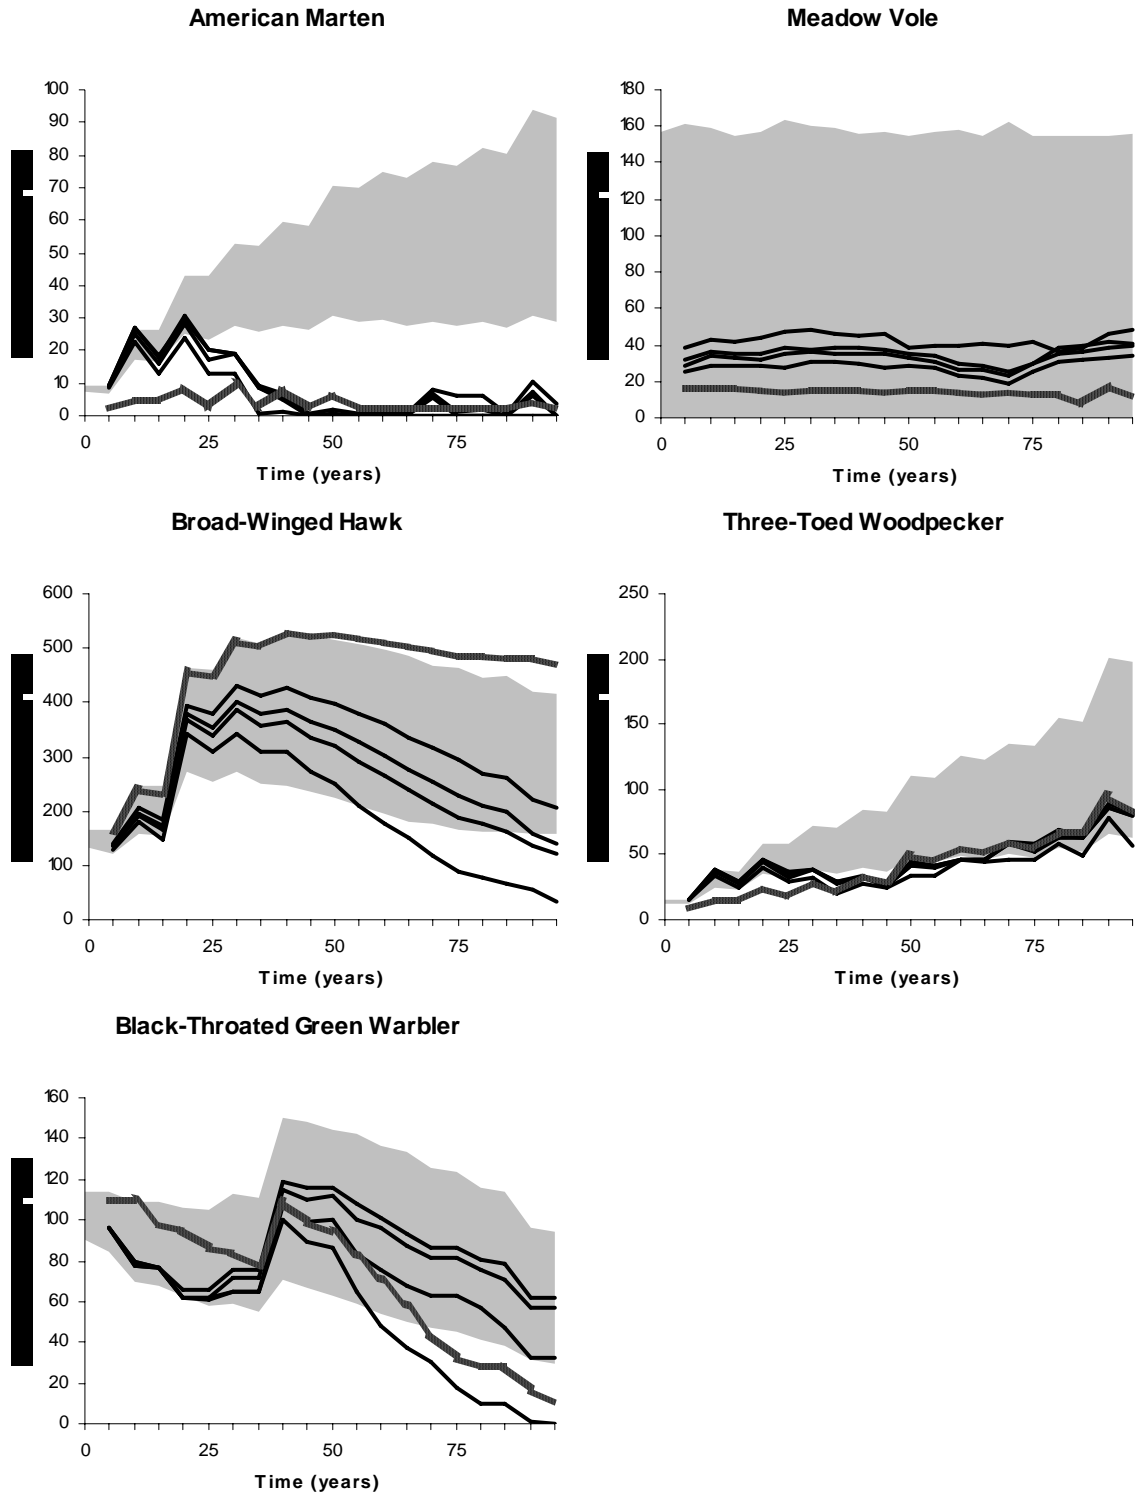 American Marten
100
90
80
70
60
50
40
30
20
10
0
0 25 50 75
Time (years)
Meadow Vole
180
160
140
120
100
80
60
40
20
0
0 25 50 75
Time (years)
Broad-Winged Hawk
600
500
400
300
200
100
0
0 25 50 75
Time (years)
Three-Toed Woodpecker
250
200
150
100
50
0
0 25 50 75
Time (years)
Black-Throated Green Warbler
160
140
120
100
80
60
40
20
0
0 25 50 75
Time (years)